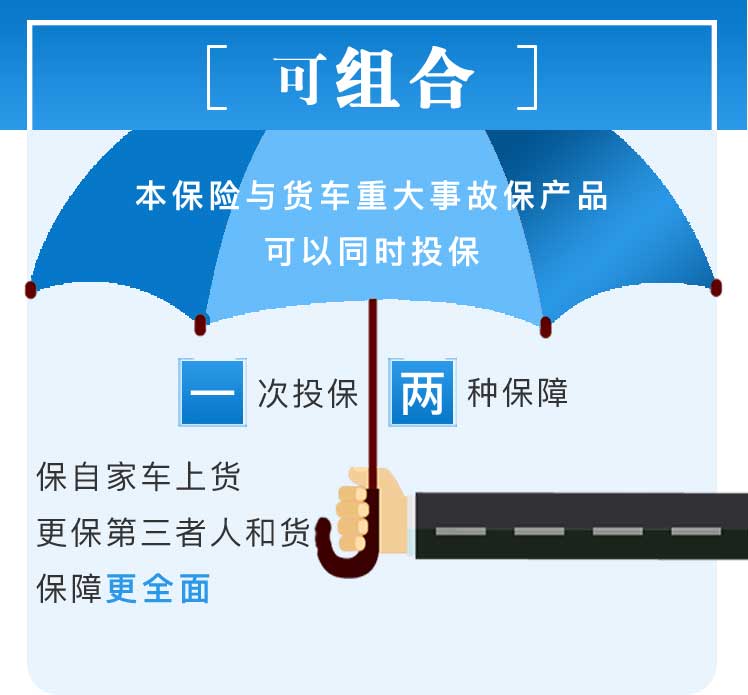 [可组合]
本保险与货车重大事故保产品
可以同时投保
一次投保 两种保障
保自家车上货
更保第三者人和货
保障更全面